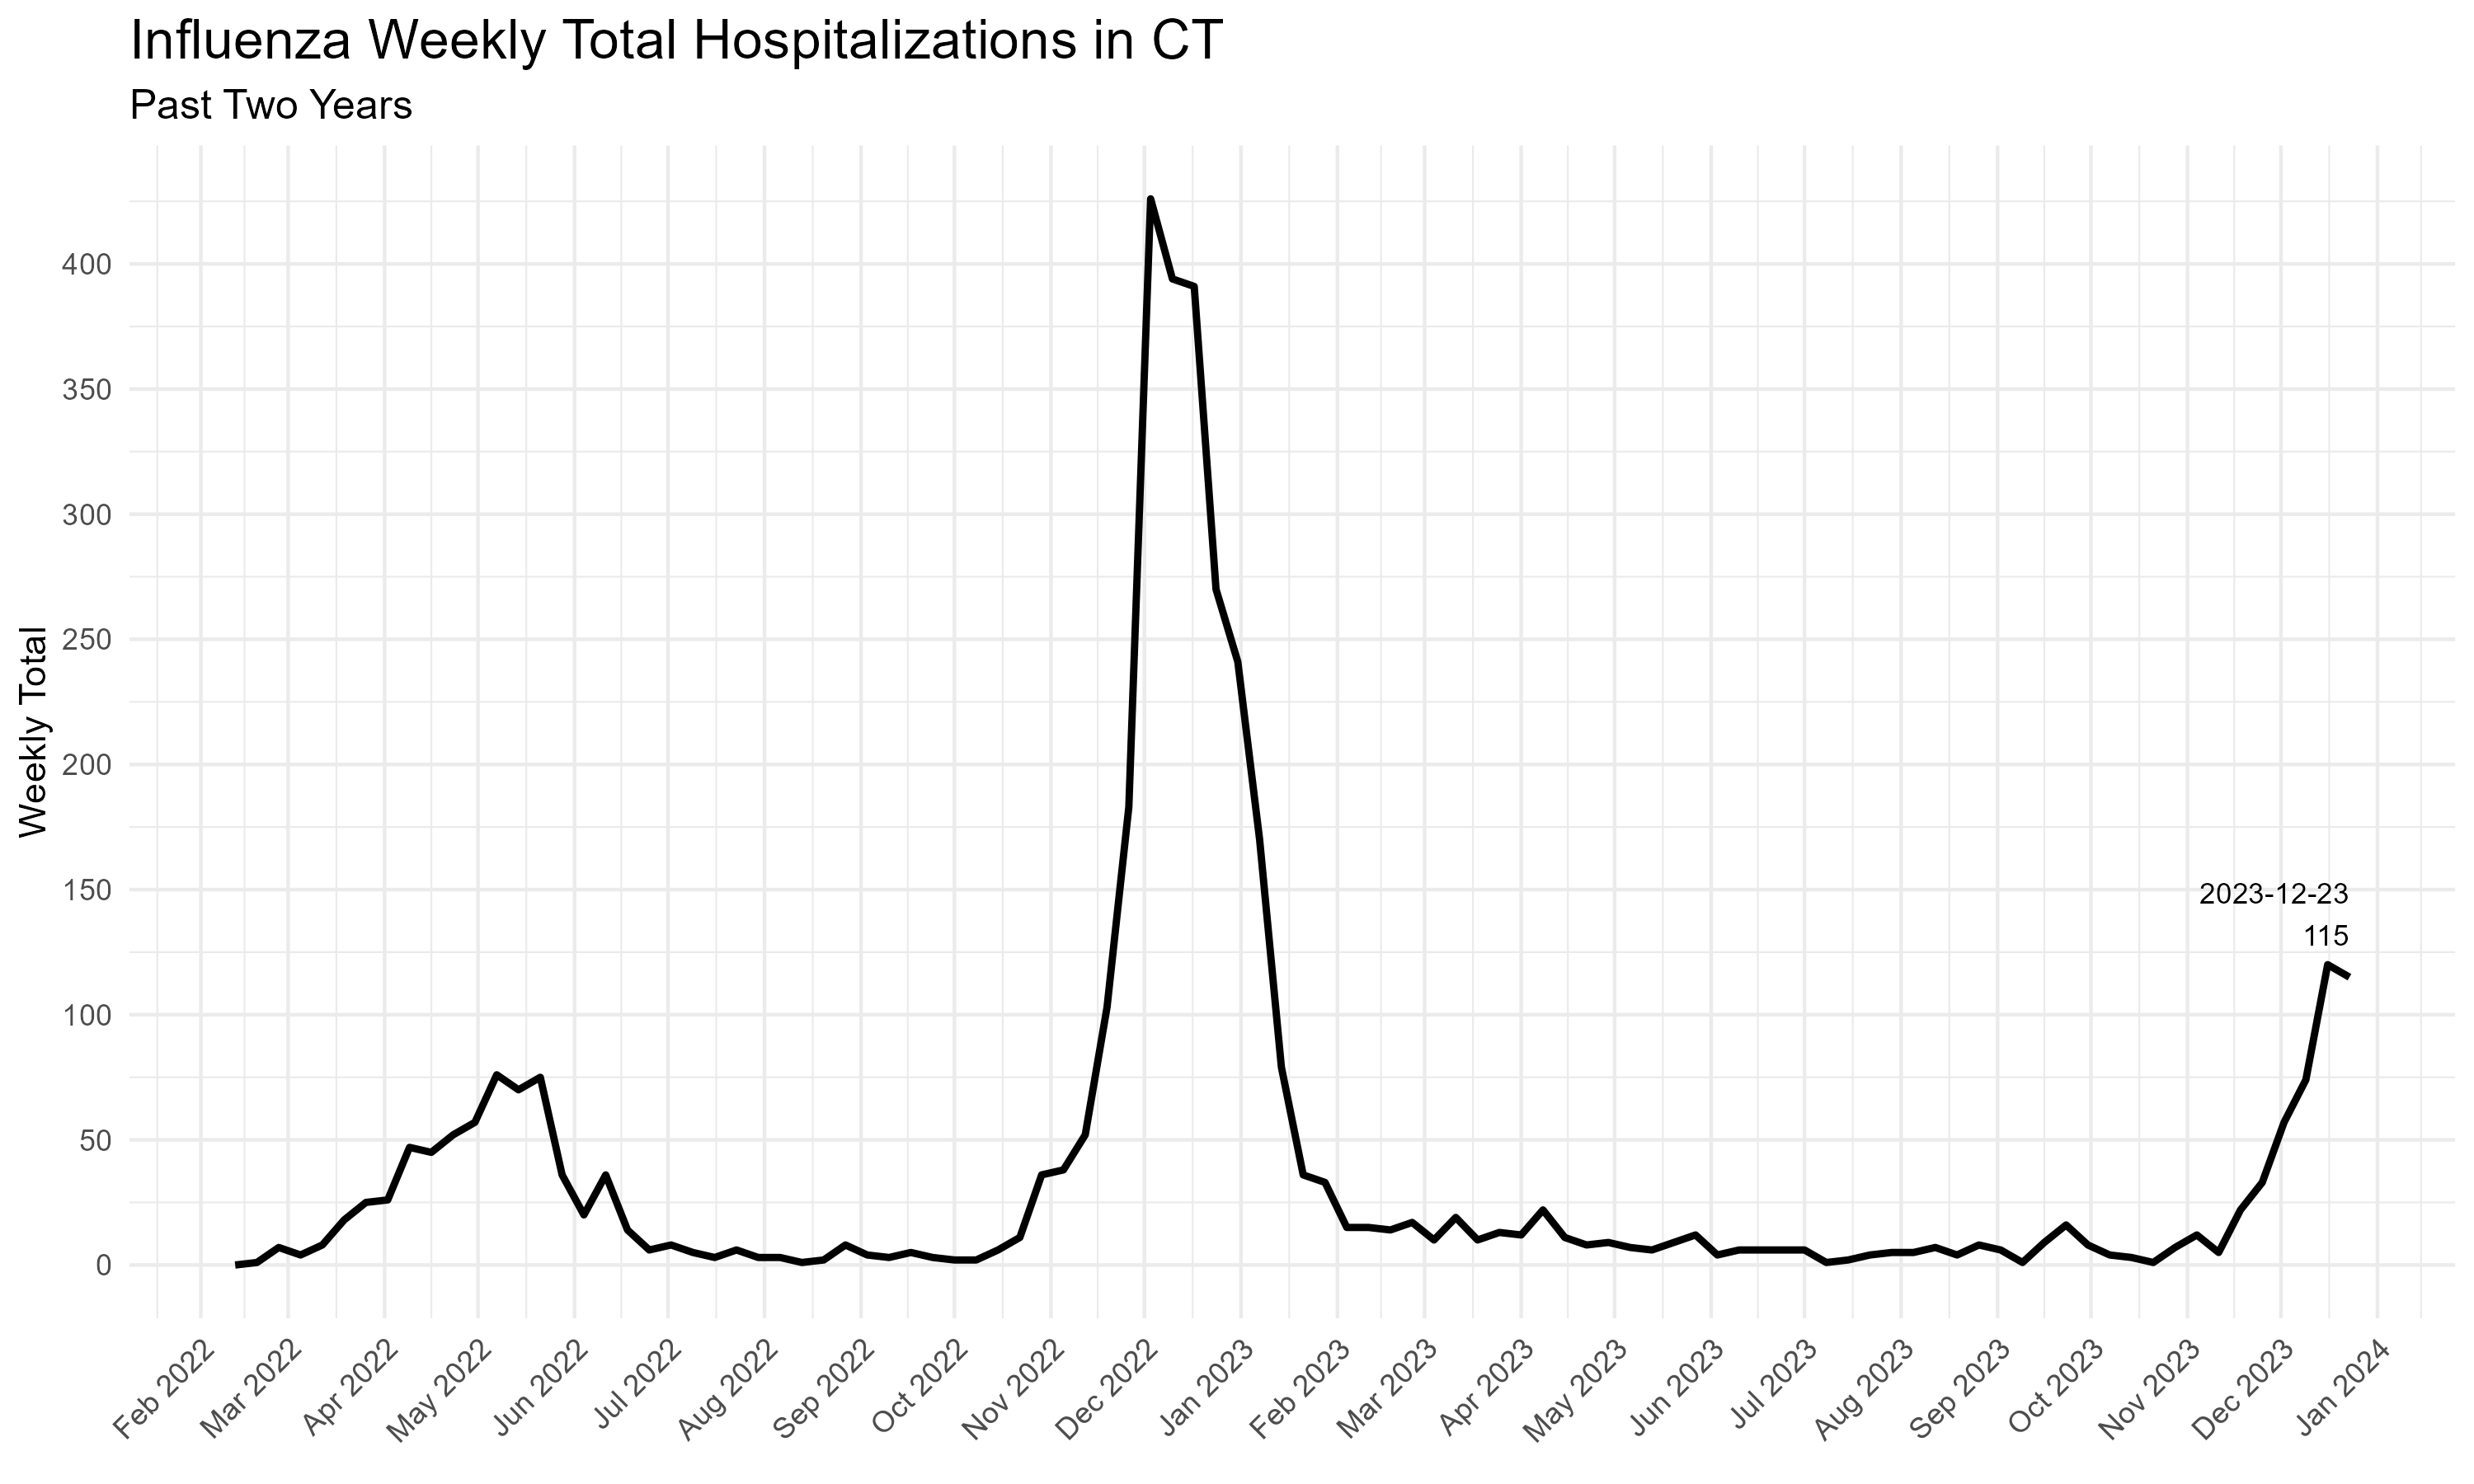 Influenza Weekly Total Hospitalizations in CT
Past Two Years
Weekly Total
400
350
300
250
200
150
100
50
0
2023-12-23
115
Feb 2022
Mar 2022
Apr 2022
May 2022
Jun 2022
Jul 2022
Aug 2022
Sep 2022
Oct 2022
Nov 2022
Dec 2022
Jan 2023
Feb 2023
Mar 2023
Apr 2023
May 2023
Jun 2023
Jul 2023
Aug 2023
Sep 2023
Oct 2023
Nov 2023
Dec 2023
Jan 2024